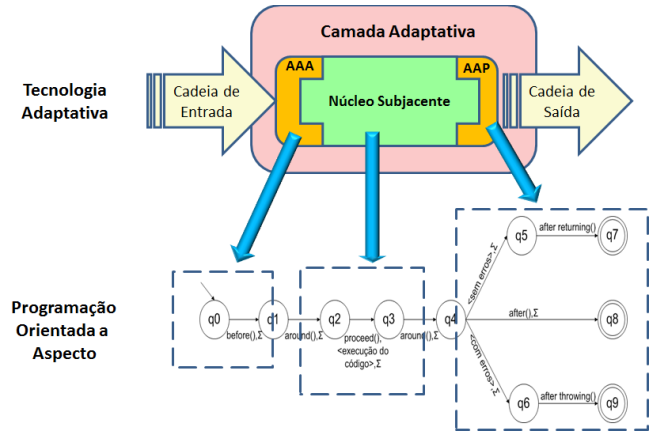 Camada Adaptativa
AAA
AAP
Tecnologia
Adaptativa
Cadeia de
Entrada
Núcleo Subjacente
Cadeia de
Saída
Programação
Orientada a
Aspecto
q0
before(),Σ
q1
around(),Σ
q2
proceed(),
<execução do
código>,Σ
q3
around(),Σ
q4
<sem erros>,Σ
q5
after returning()
q7
after(),Σ
q8
<com erros>,Σ
q6
after throwing()
q9